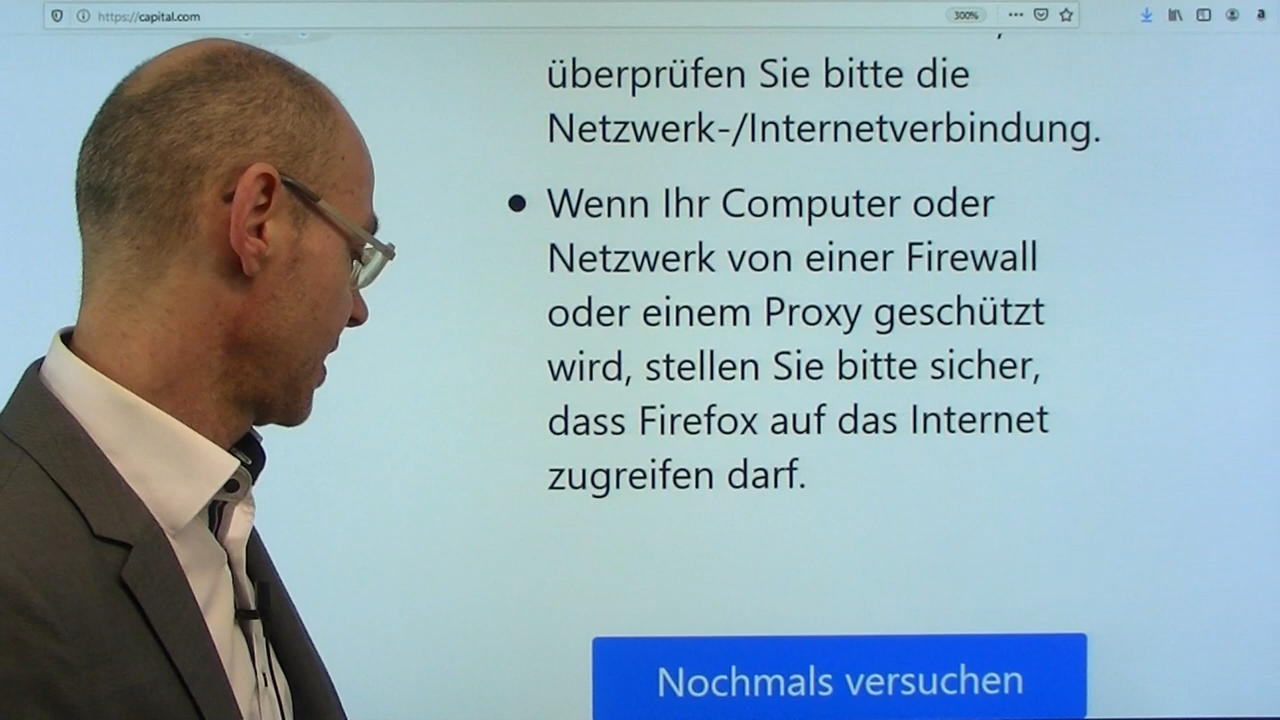 https://capital.com
300%
überprüfen Sie bitte die
Netzwerk-/Internetverbindung.
• Wenn Ihr Computer oder
Netzwerk von einer Firewall
oder einem Proxy geschützt
wird, stellen Sie bitte sicher,
dass Firefox auf das Internet
zugreifen darf.
Nochmals versuchen